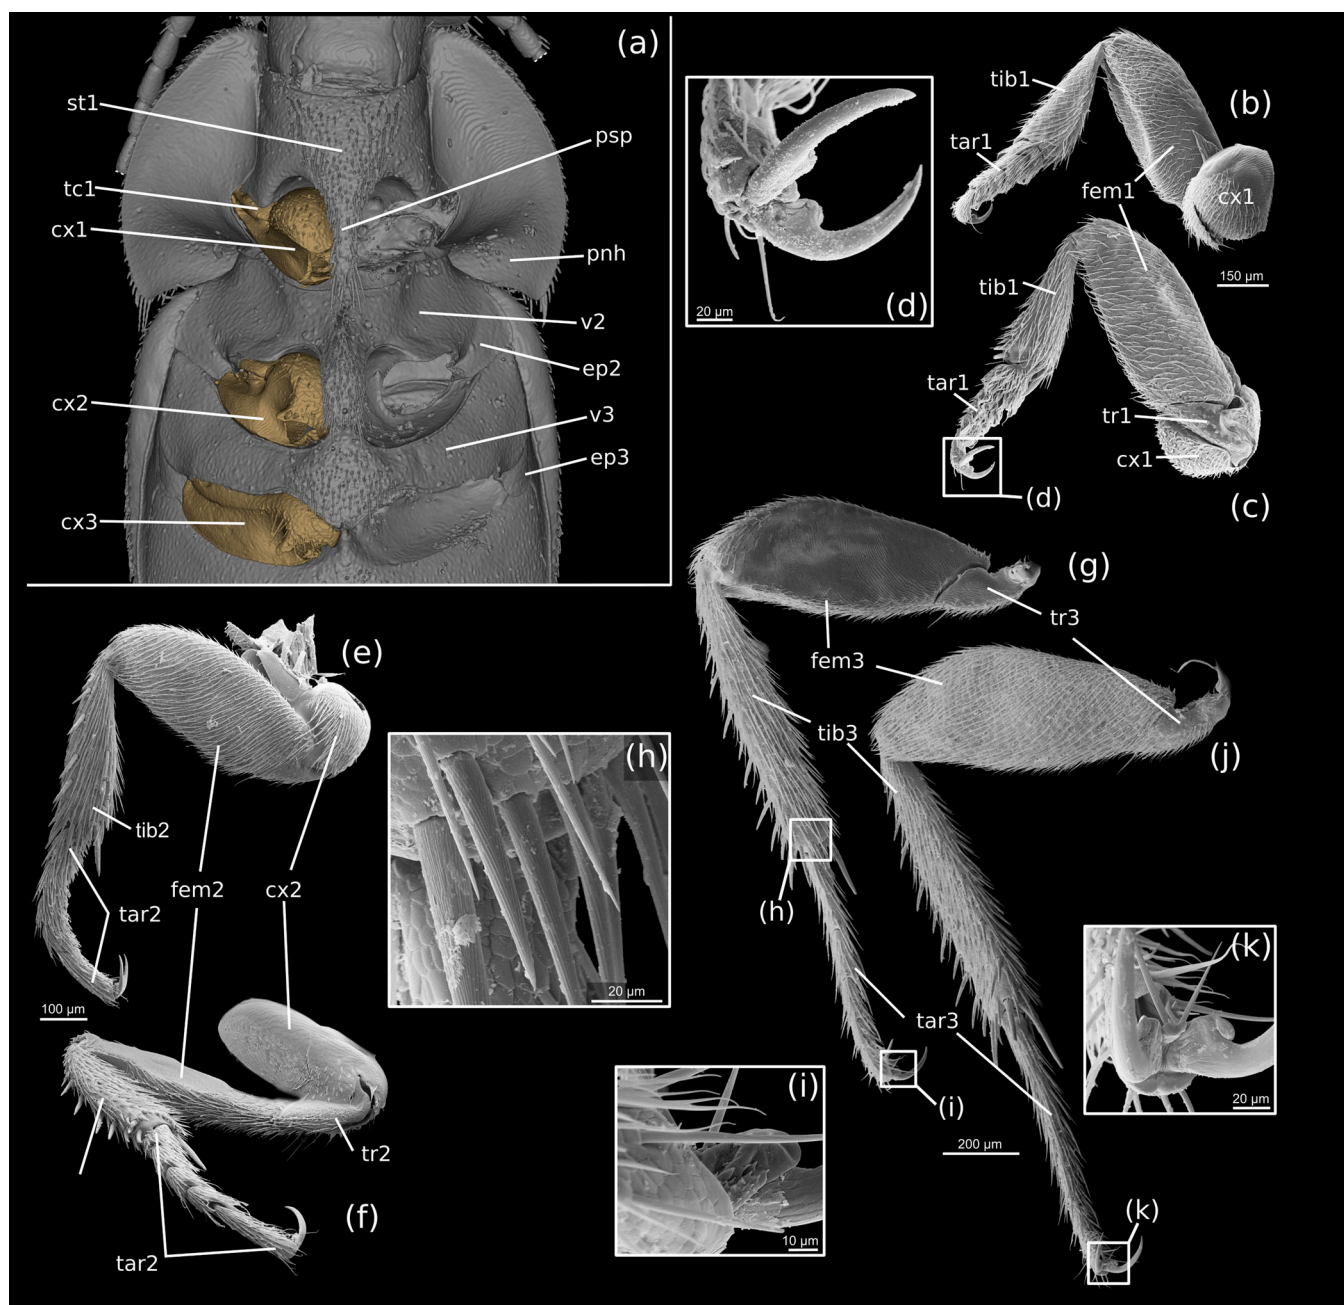 (a)
st1
psp
tc1
cx1
pnh
v2
ep2
cx2
v3
ep3
cx3
(d)
20 µm
tib1
(b)
tar1
fem1
cx1
150 µm
tib1
tar1
tr1
cx1
(d)
(c)
(g)
tr3
fem3
tib3
(j)
(h)
tar3
(i)
200 µm
(k)
(e)
tib2
fem2
cx2
tar2
100 µm
(h)
20 µm
tr2
(f)
tar2
(i)
10 µm
(k)
20 µm